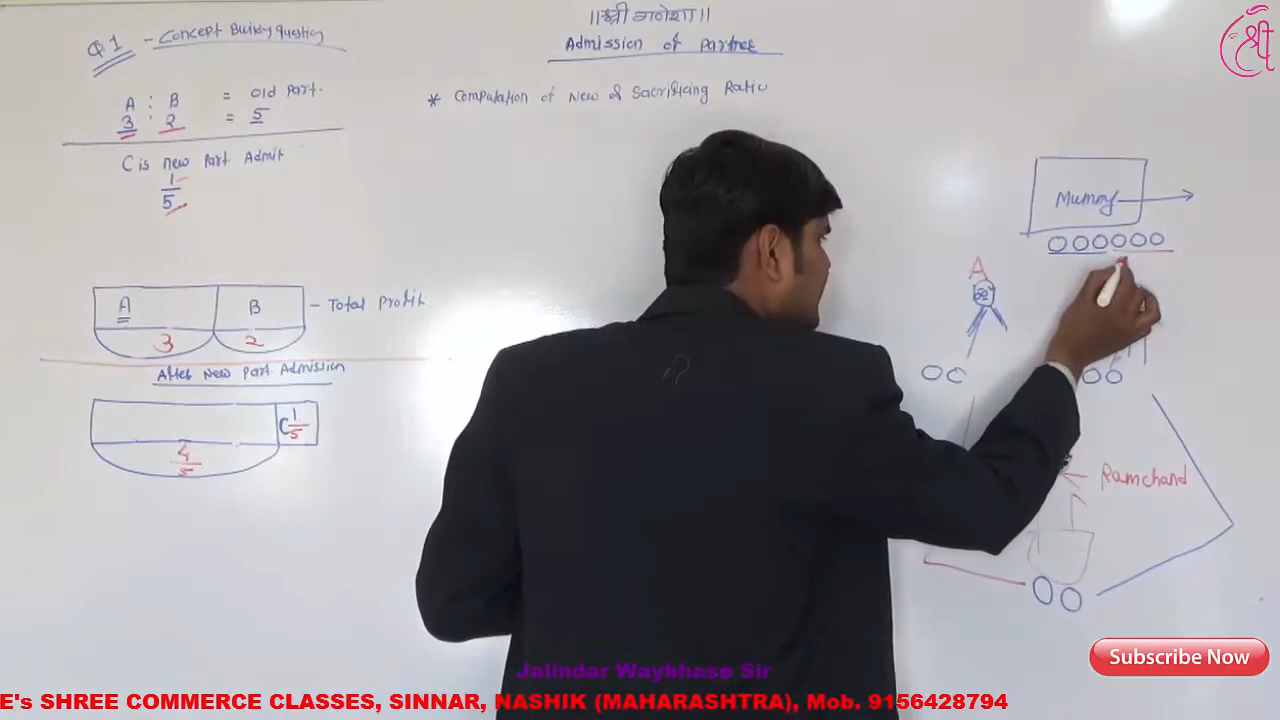 ||श्री गणेशा||
Admission of Partner
* Computation of New & Sacrificing Ratio
Q.1 - Concept Building Question
A : B = Old Part.
3 : 2 = 5
C is new Part Admit
1
5
A B - Total Profit
3 2
After New Part Admission
C 1/5
4
5
Mummy
A
Ramchand
श्री
Subscribe Now
Jalindar Waybhase Sir
E's SHREE COMMERCE CLASSES, SINNAR, NASHIK (MAHARASHTRA), Mob. 9156428794